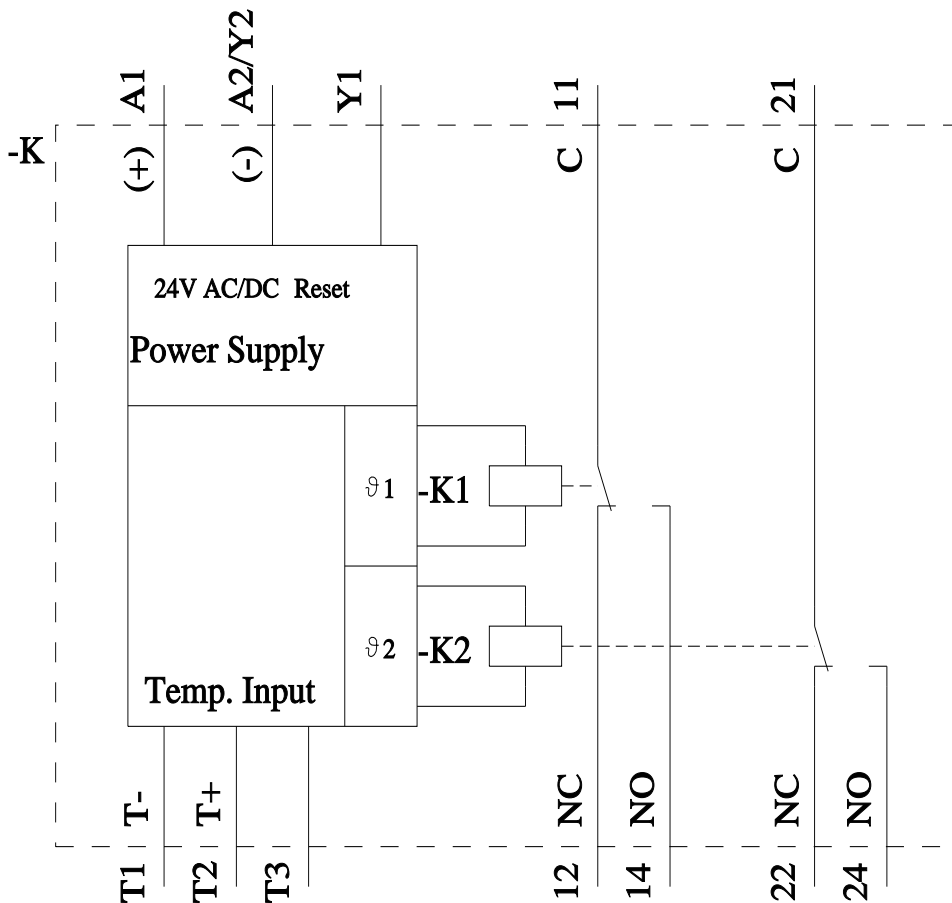 A1
A2/Y2
Y1
11
21
-K
(+)
(-)
C
C
24V AC/DC Reset
Power Supply
ϑ1
-K1
ϑ2
-K2
Temp. Input
T-
T+
NC
NO
NC
NO
T1
T2
T3
12
14
22
24